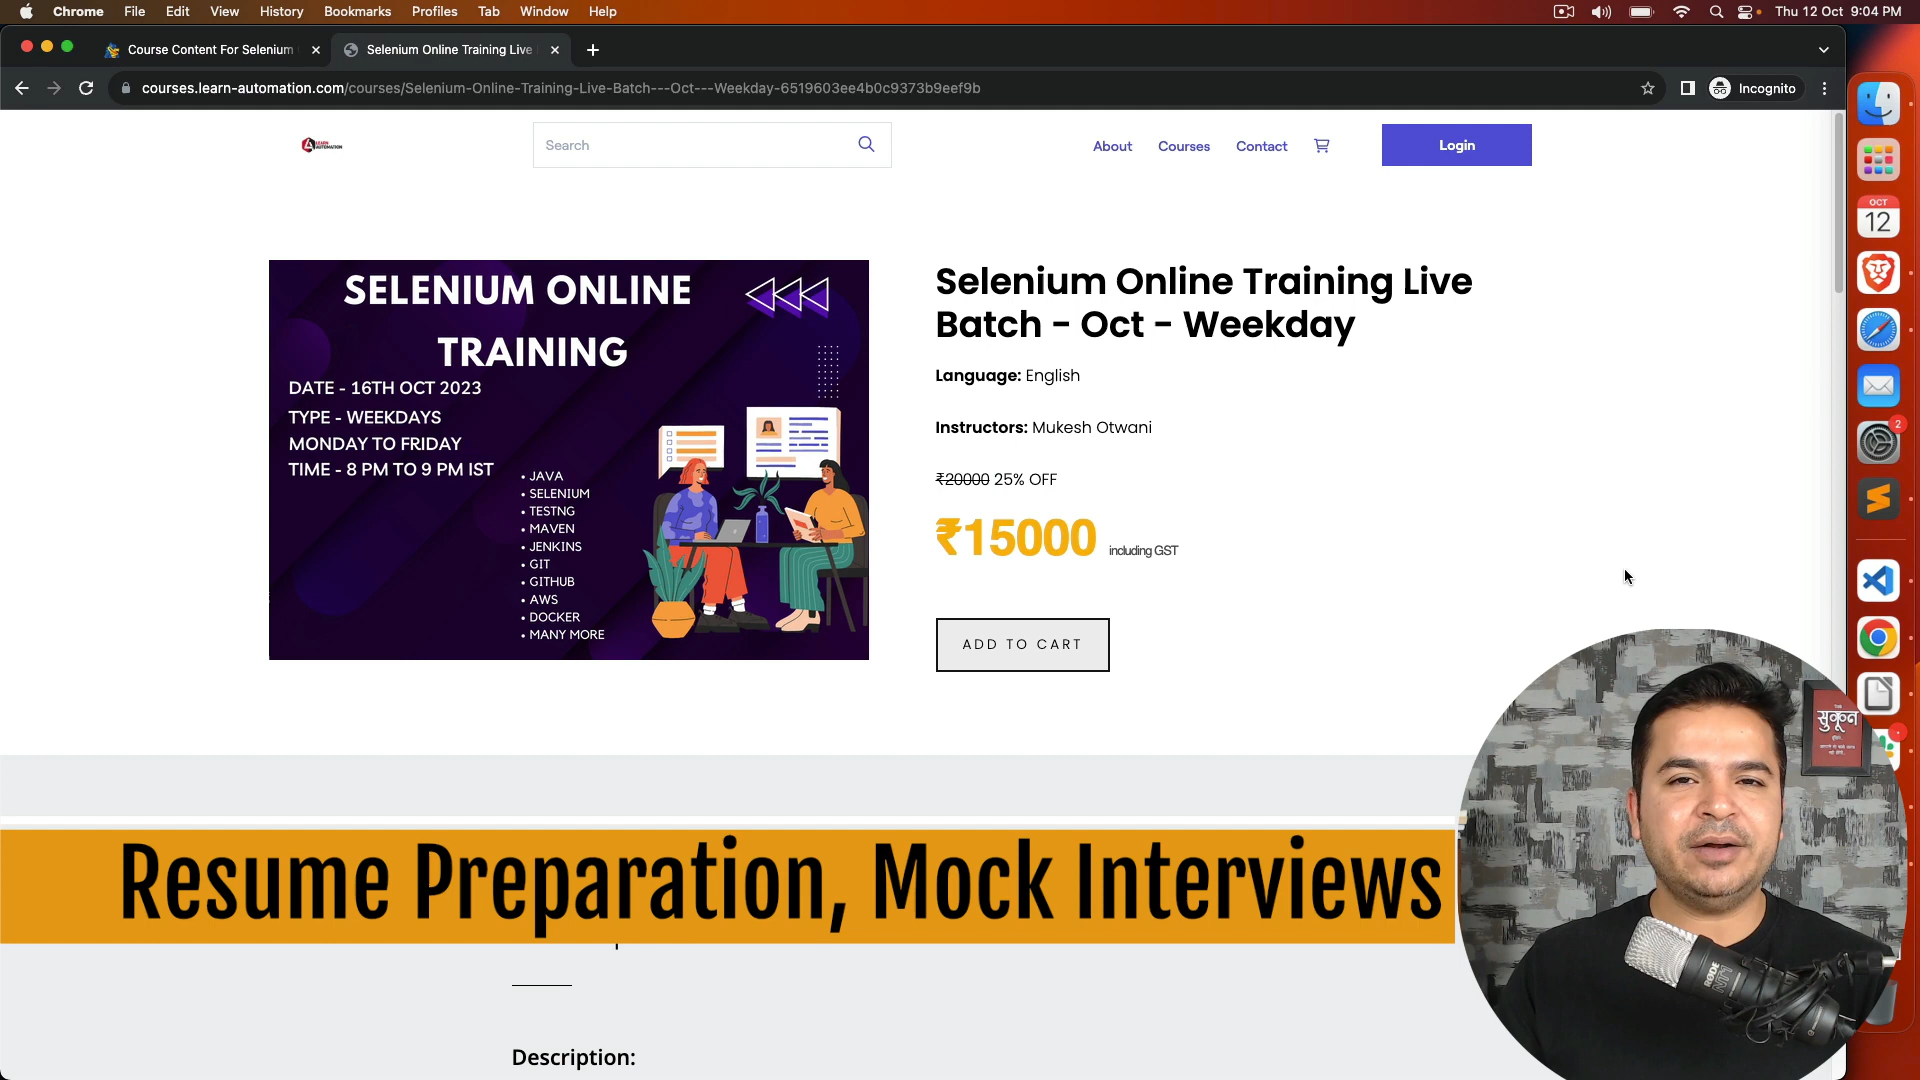 Chrome File Edit View History Bookmarks Profiles Tab Window Help
Thu 12 Oct 9:04 PM
Course Content For Selenium
Selenium Online Training Live
courses.learn-automation.com/courses/Selenium-Online-Training-Live-Batch---Oct---Weekday-6519603ee4b0c9373b9eef9b
Incognito
LEARN
AUTOMATION
Search
About
Courses
Contact
Login
OCT
12
2
SELENIUM ONLINE
TRAINING
DATE - 16TH OCT 2023
TYPE - WEEKDAYS
MONDAY TO FRIDAY
TIME - 8 PM TO 9 PM IST
• JAVA
• SELENIUM
• TESTNG
• MAVEN
• JENKINS
• GIT
• GITHUB
• AWS
• DOCKER
• MANY MORE
Selenium Online Training Live
Batch - Oct - Weekday
Language: English
Instructors: Mukesh Otwani
₹20000 25% OFF
₹15000 including GST
ADD TO CART
सुकून
Resume Preparation, Mock Interviews
RØDE
NT1
Description: